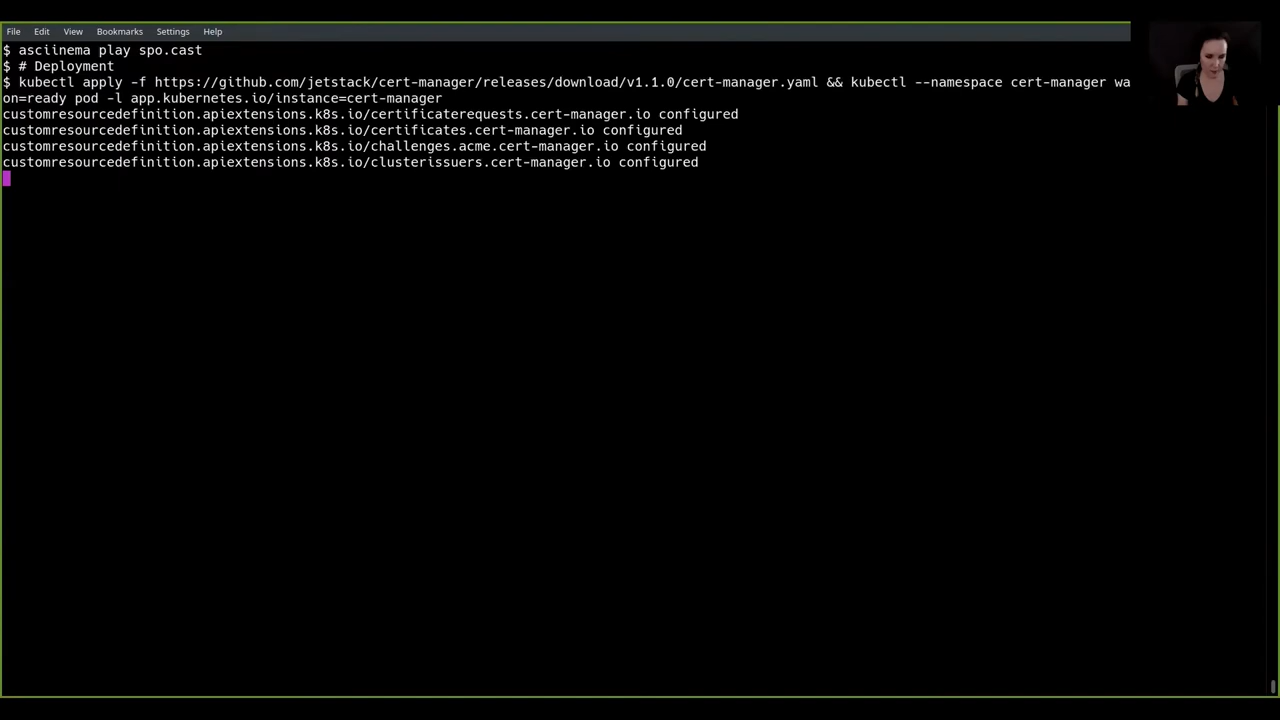 File Edit View Bookmarks Settings Help
$ asciinema play spo.cast
$ # Deployment
$ kubectl apply -f https://github.com/jetstack/cert-manager/releases/download/v1.1.0/cert-manager.yaml && kubectl --namespace cert-manager wa
on=ready pod -l app.kubernetes.io/instance=cert-manager
customresourcedefinition.apiextensions.k8s.io/certificaterequests.cert-manager.io configured
customresourcedefinition.apiextensions.k8s.io/certificates.cert-manager.io configured
customresourcedefinition.apiextensions.k8s.io/challenges.acme.cert-manager.io configured
customresourcedefinition.apiextensions.k8s.io/clusterissuers.cert-manager.io configured